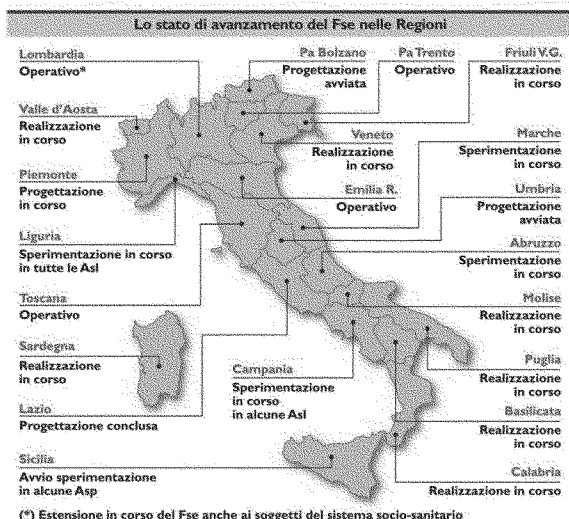 Lo stato di avanzamento del Fse nelle Regioni
Lombardia
Operativo*
Pa Bolzano
Progettazione
avviata
Pa Trento
Operativo
Friuli V.G.
Realizzazione
in corso
Valle d'Aosta
Realizzazione
in corso
Veneto
Realizzazione
in corso
Marche
Sperimentazione
in corso
Piemonte
Progettazione
in corso
Emilia R.
Operativo
Umbria
Progettazione
avviata
Liguria
Sperimentazione in corso
in tutte le Asl
Abruzzo
Sperimentazione
in corso
Toscana
Operativo
Molise
Realizzazione
in corso
Sardegna
Realizzazione
in corso
Campania
Sperimentazione
in corso
in alcune Asl
Puglia
Realizzazione
in corso
Lazio
Progettazione conclusa
Basilicata
Realizzazione
in corso
Sicilia
Avvio sperimentazione
in alcune Asp
Calabria
Realizzazione in corso
(*) Estensione in corso del Fse anche ai soggetti del sistema socio-sanitario